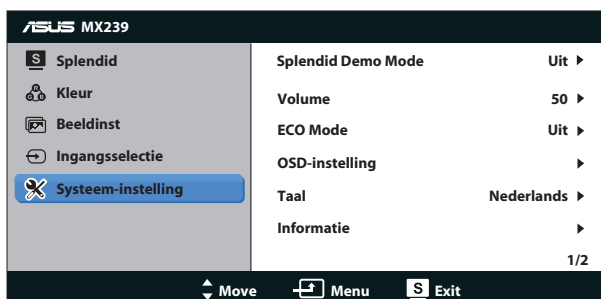 ASUS MX239
S Splendid
Kleur
Beeldinst
Ingangsselectie
Systeem-instelling
Splendid Demo Mode Uit
Volume 50
ECO Mode Uit
OSD-instelling
Taal Nederlands
Informatie
1/2
Move Menu S Exit